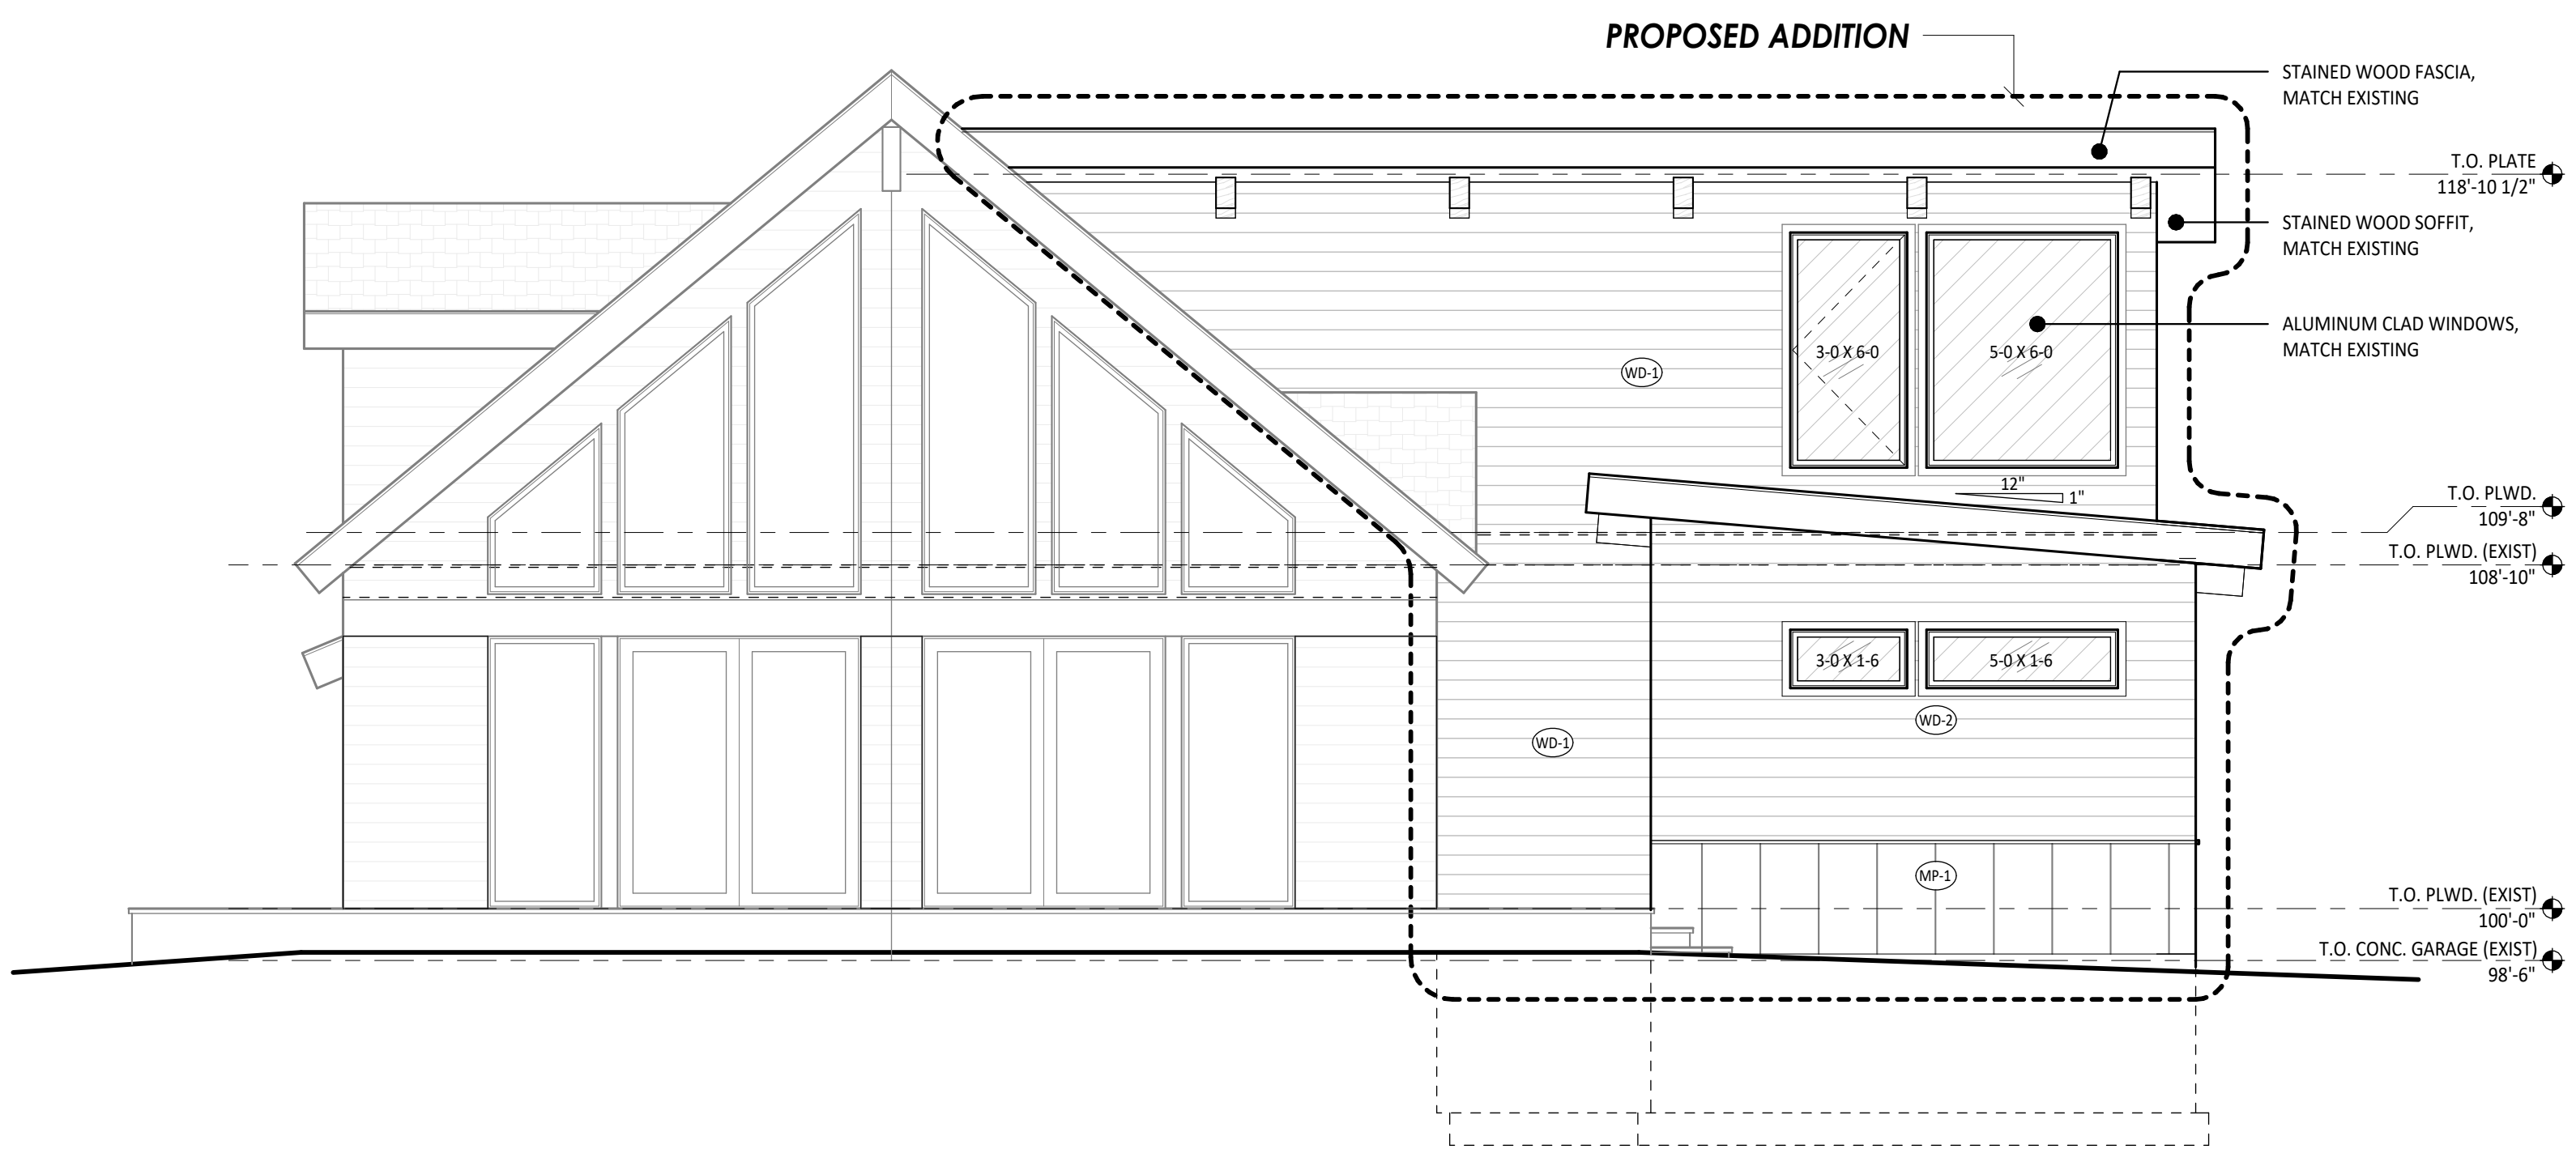 PROPOSED ADDITION
STAINED WOOD FASCIA,
MATCH EXISTING
T.O. PLATE
118'-10 1/2"
STAINED WOOD SOFFIT,
MATCH EXISTING
ALUMINUM CLAD WINDOWS,
MATCH EXISTING
3-0 X 6-0
5-0 X 6-0
WD-1
12"
1"
T.O. PLWD.
109'-8"
T.O. PLWD. (EXIST)
108'-10"
3-0 X 1-6
5-0 X 1-6
WD-2
WD-1
MP-1
T.O. PLWD. (EXIST)
100'-0"
T.O. CONC. GARAGE (EXIST)
98'-6"